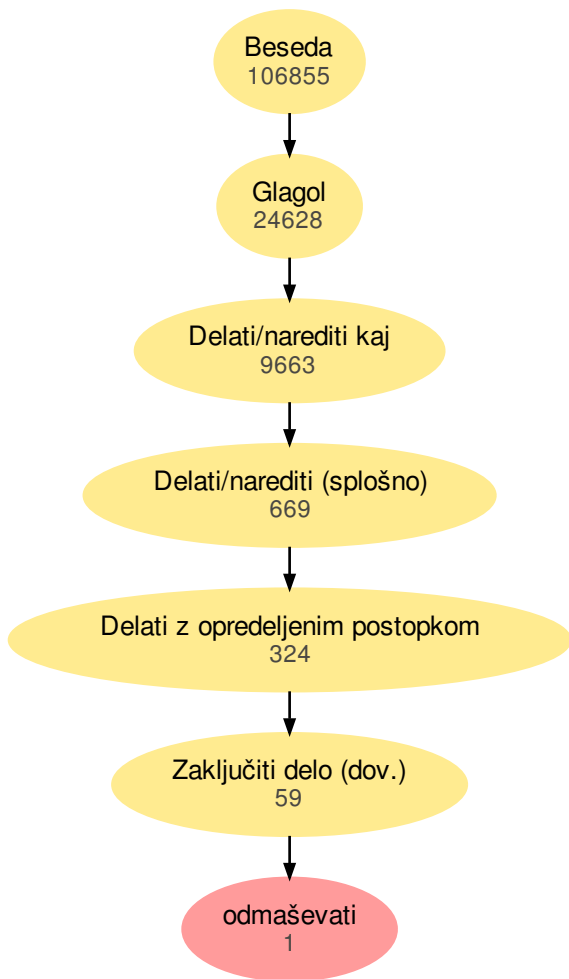 Beseda
106855
Glagol
24628
Delati/narediti kaj
9663
Delati/narediti (splošno)
669
Delati z opredeljenim postopkom
324
Zaključiti delo (dov.)
59
odmaševati
1